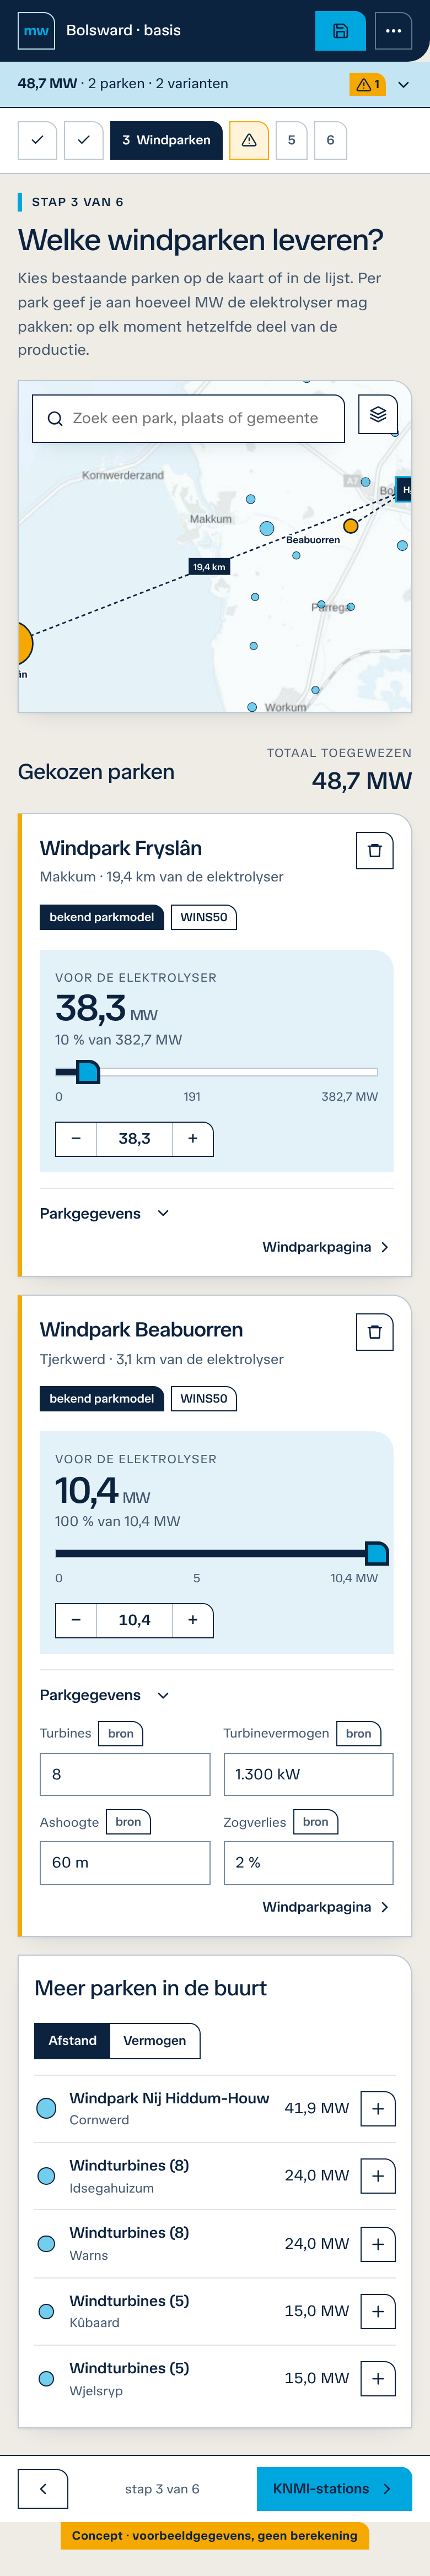 mw Bolsward · basis
48,7 MW · 2 parken · 2 varianten 1
3 Windparken 5 6
STAP 3 VAN 6
Welke windparken leveren?
Kies bestaande parken op de kaart of in de lijst. Per
park geef je aan hoeveel MW de elektrolyser mag
pakken: op elk moment hetzelfde deel van de
productie.
Zoek een park, plaats of gemeente
Kornwerderzand
A7
Makkum
Beabuorren
19,4 km
Parrega
Workum
Gekozen parken
TOTAAL TOEGEWEZEN
48,7 MW
Windpark Fryslân
Makkum · 19,4 km van de elektrolyser
bekend parkmodel WINS50
VOOR DE ELEKTROLYSER
38,3 MW
10 % van 382,7 MW
0 191 382,7 MW
− 38,3 +
Parkgegevens
Windparkpagina
Windpark Beabuorren
Tjerkwerd · 3,1 km van de elektrolyser
bekend parkmodel WINS50
VOOR DE ELEKTROLYSER
10,4 MW
100 % van 10,4 MW
0 5 10,4 MW
− 10,4 +
Parkgegevens
Turbines bron Turbinevermogen bron
8 1.300 kW
Ashoogte bron Zogverlies bron
60 m 2 %
Windparkpagina
Meer parken in de buurt
Afstand Vermogen
Windpark Nij Hiddum-Houw 41,9 MW +
Cornwerd
Windturbines (8) 24,0 MW +
Idsegahuizum
Windturbines (8) 24,0 MW +
Warns
Windturbines (5) 15,0 MW +
Kûbaard
Windturbines (5) 15,0 MW +
Wjelsryp
stap 3 van 6 KNMI-stations
Concept · voorbeeldgegevens, geen berekening